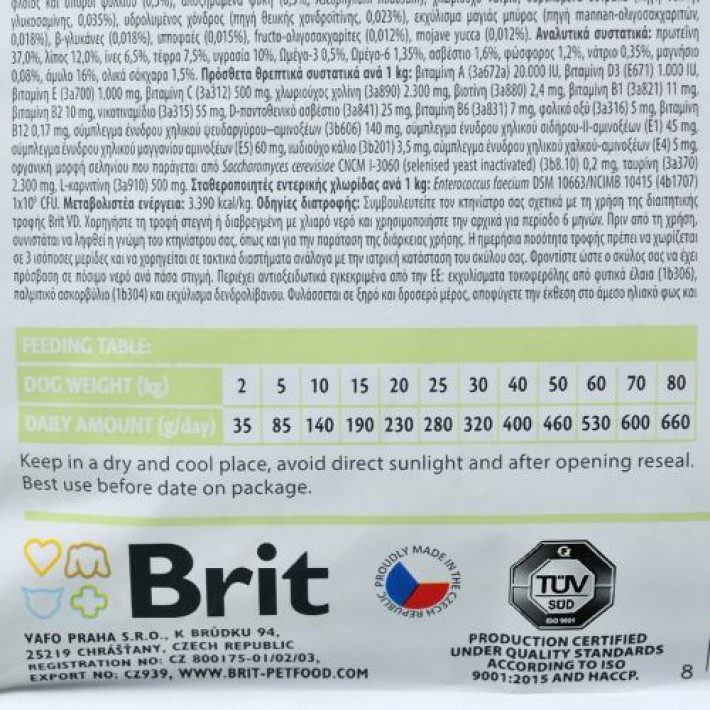 γλυκοσαμίνης, 0,035%), υδρολυμένος χόνδρος (πηγή θειικής χονδροϊτίνης, 0,023%), εκχύλισμα μαγιάς μπύρας (πηγή mannan-ολιγοσακχαριτών,
0,018%), β-γλυκάνες (0,018%), ιπποφαές (0,015%), fructo-ολιγοσακχαρίτες (0,012%), mojave yucca (0,012%). Αναλυτικά συστατικά: πρωτεΐνη
37,0%, λίπος 12,0%, ίνες 6,5%, τέφρα 7,5%, υγρασία 10%, Ωμέγα-3 0,5%, Ωμέγα-6 1,35%, ασβέστιο 1,6%, φώσφορος 1,2%, νάτριο 0,35%, μαγνήσιο
0,08%, άμυλο 16%, ολικά σάκχαρα 1,5%. Πρόσθετα θρεπτικά συστατικά ανά 1 kg: βιταμίνη A (3a672a) 20.000 IU, βιταμίνη D3 (E671) 1.000 IU,
βιταμίνη E (3a700) 1.000 mg, βιταμίνη C (3a312) 500 mg, χλωριούχος χολίνη (3a890) 2.300 mg, βιοτίνη (3a880) 2,4 mg, βιταμίνη B1 (3a821) 11 mg,
βιταμίνη B2 10 mg, νικοτιναμίδιο (3a315) 55 mg, D-παντοθενικό ασβέστιο (3a841) 25 mg, βιταμίνη B6 (3a831) 7 mg, φολικό οξύ (3a316) 5 mg, βιταμίνη
B12 0,17 mg, σύμπλεγμα ένυδρου χηλικού ψευδαργύρου–αμινοξέων (3b606) 140 mg, σύμπλεγμα ένυδρου χηλικού σιδήρου-II-αμινοξέων (E1) 45 mg,
σύμπλεγμα ένυδρου χηλικού μαγγανίου αμινοξέων (E5) 60 mg, ιωδιούχο κάλιο (3b201) 3,5 mg, σύμπλεγμα ένυδρου χηλικού χαλκού-αμινοξέων (E4) 5 mg,
οργανική μορφή σεληνίου που παράγεται από Saccharomyces cerevisiae CNCM I-3060 (selenised yeast inactivated) (3b8.10) 0,2 mg, ταυρίνη (3a370)
2.300 mg, L-καρνιτίνη (3a910) 500 mg. Σταθεροποιητές εντερικής χλωρίδας ανά 1 kg: Enterococcus faecium DSM 10663/NCIMB 10415 (4b1707)
1x10⁹ CFU. Μεταβολιστέα ενέργεια: 3.390 kcal/kg. Οδηγίες διατροφής: Συμβουλευτείτε τον κτηνίατρο σας σχετικά με τη χρήση της διαιτητικής
τροφής Brit VD. Χορηγήστε τη τροφή στεγνή ή διαβρεγμένη με χλιαρό νερό και χρησιμοποιήστε την αρχικά για περίοδο 6 μηνών. Πριν από τη χρήση,
συνιστάται να ληφθεί η γνώμη του κτηνίατρου σας, όπως και για την παράταση της διάρκειας χρήσης. Η ημερήσια ποσότητα τροφής πρέπει να χωρίζεται
σε 3 ισόποσες μερίδες και να χορηγείται σε τακτικά διαστήματα ανάλογα με την ιατρική κατάσταση του σκύλου σας. Φροντίστε ώστε ο σκύλος σας να έχει
πρόσβαση σε πόσιμο νερό ανά πάσα στιγμή. Περιέχει αντιοξειδωτικά εγκεκριμένα από την ΕΕ: εκχυλίσματα τοκοφερόλης από φυτικά έλαια (1b306),
παλμιτικό ασκορβύλιο (1b304) και εκχύλισμα δενδρολίβανου. Φυλάσσεται σε ξηρό και δροσερό μέρος, αποφύγετε την έκθεση στο άμεσο ηλιακό φως και
FEEDING TABLE:
DOG WEIGHT (kg) 2 5 10 15 20 25 30 40 50 60 70 80
DAILY AMOUNT (g/day) 35 85 140 190 230 280 320 400 460 530 600 660
Keep in a dry and cool place, avoid direct sunlight and after opening reseal.
Best use before date on package.
Brit
PROUDLY MADE IN THE CZECH REPUBLIC
TÜV
SÜD
ISO 9001
VAFO PRAHA S.R.O., K BRŮDKU 94,
25219 CHRÁŠŤANY, CZECH REPUBLIC
REGISTRATION NO: CZ 800175-01/02/03,
EXPORT NO: CZ939, WWW.BRIT-PETFOOD.COM
PRODUCTION CERTIFIED
UNDER QUALITY STANDARDS
ACCORDING TO ISO
9001:2015 AND HACCP.
8